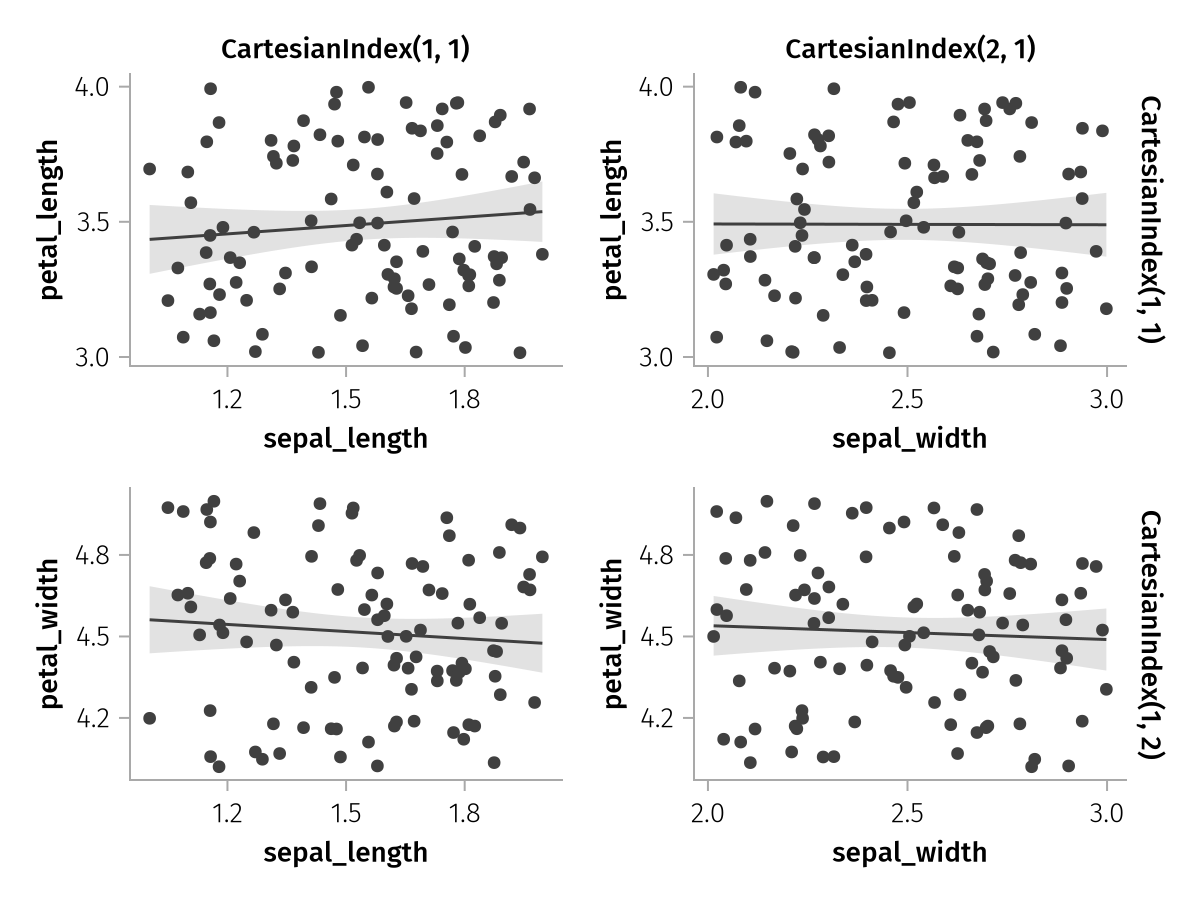 CartesianIndex(1, 1)
CartesianIndex(2, 1)
petal_length
4.0
3.5
3.0
1.2
1.5
1.8
sepal_length
petal_length
4.0
3.5
3.0
2.0
2.5
3.0
sepal_width
CartesianIndex(1, 1)
petal_width
4.8
4.5
4.2
1.2
1.5
1.8
sepal_length
petal_width
4.8
4.5
4.2
2.0
2.5
3.0
sepal_width
CartesianIndex(1, 2)